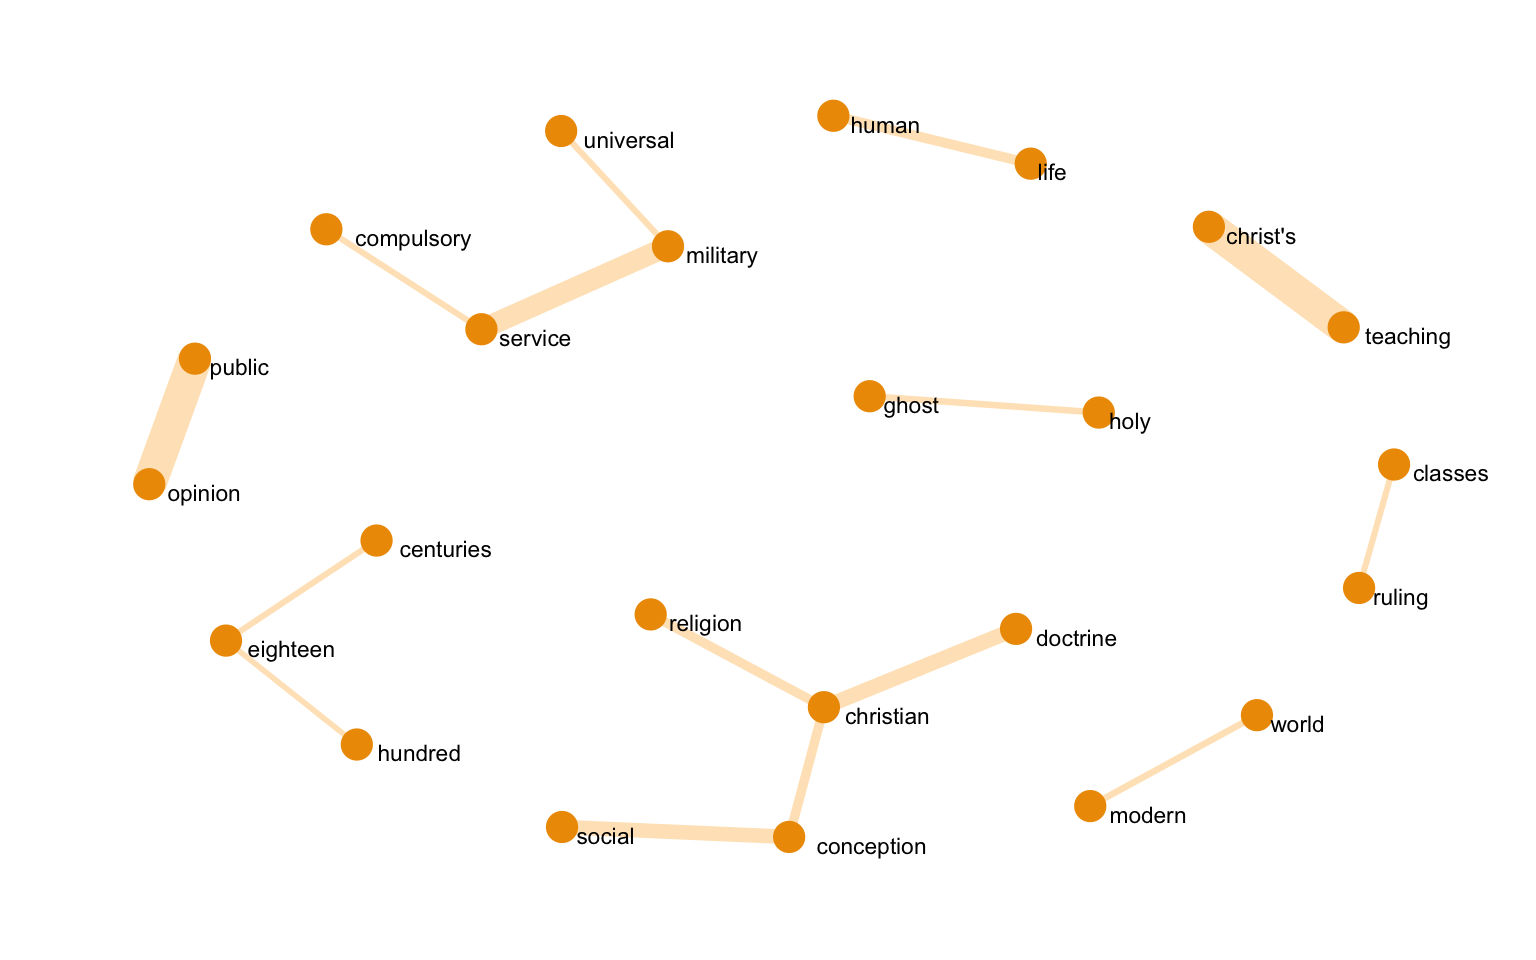 human
universal
life
christ's
compulsory
military
teaching
service
public
ghost
holy
classes
opinion
centuries
ruling
religion
doctrine
eighteen
christian
world
hundred
modern
social
conception